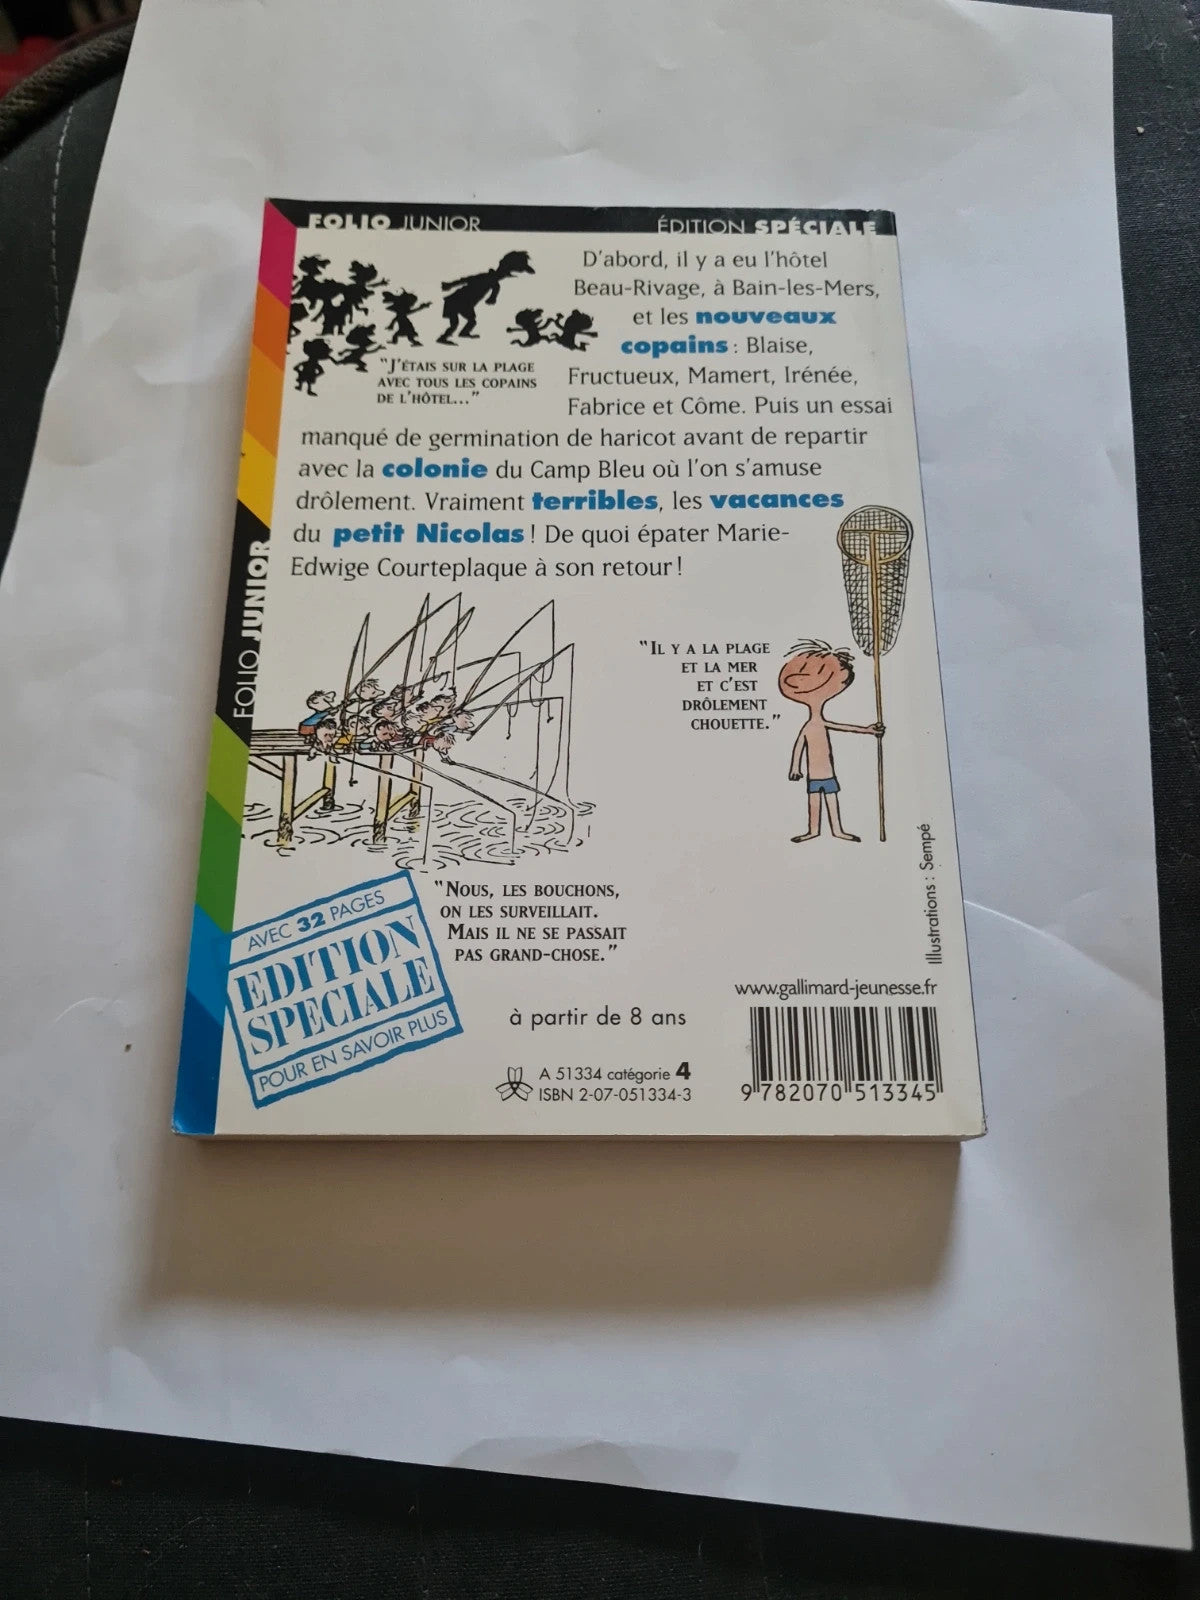 FOLIO JUNIOR
ÉDITION SPÉCIALE
D'abord, il y a eu l'hôtel
Beau-Rivage, à Bain-les-Mers,
et les nouveaux
copains : Blaise,
Fructueux, Mamert, Irénée,
Fabrice et Côme. Puis un essai
manqué de germination de haricot avant de repartir
avec la colonie du Camp Bleu où l'on s'amuse
drôlement. Vraiment terribles, les vacances
du petit Nicolas ! De quoi épater Marie-
Edwige Courteplaque à son retour !
"J'ÉTAIS SUR LA PLAGE
AVEC TOUS LES COPAINS
DE L'HÔTEL..."
FOLIO JUNIOR
"IL Y A LA PLAGE
ET LA MER
ET C'EST
DRÔLEMENT
CHOUETTE."
"NOUS, LES BOUCHONS,
ON LES SURVEILLAIT.
MAIS IL NE SE PASSAIT
PAS GRAND-CHOSE."
AVEC 32 PAGES
EDITION
SPECIALE
POUR EN SAVOIR PLUS
Illustrations : Sempé
www.gallimard-jeunesse.fr
à partir de 8 ans
A 51334 catégorie 4
ISBN 2-07-051334-3
9 782070 513345